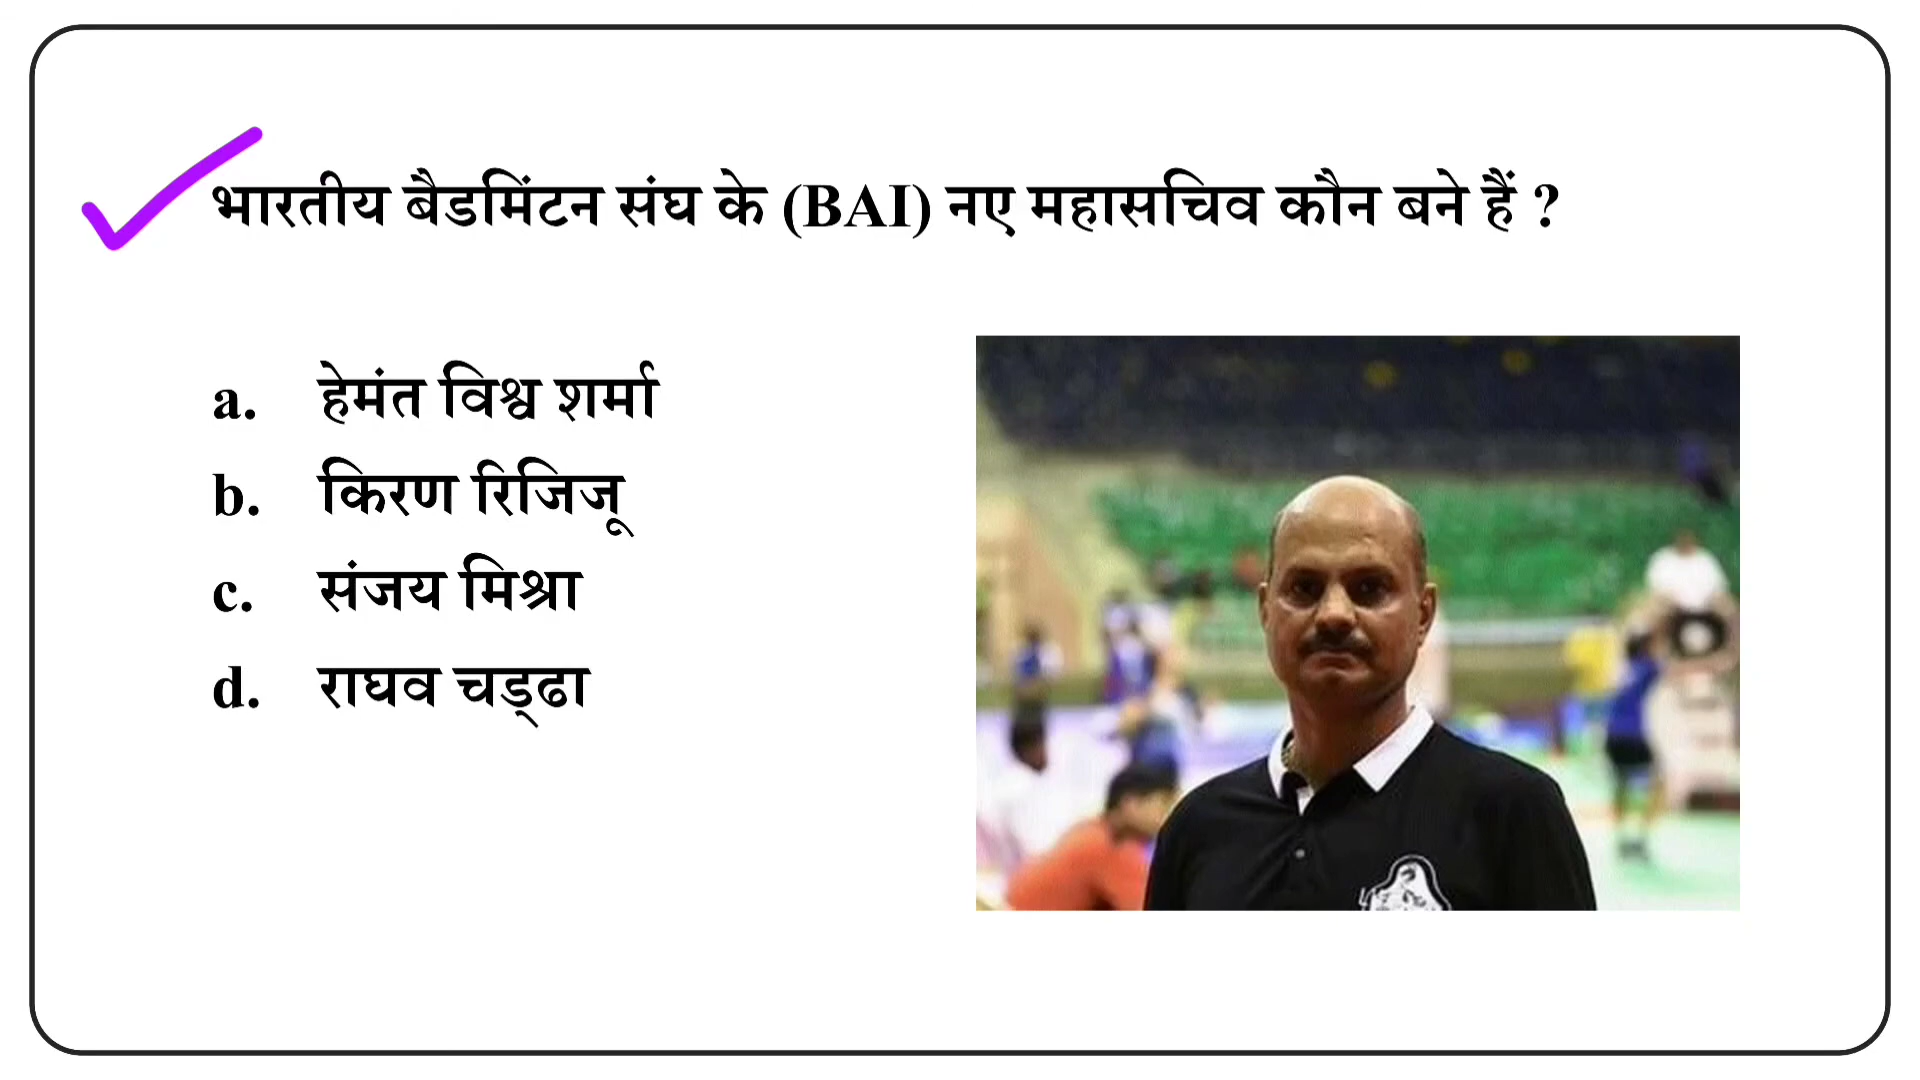 भारतीय बैडमिंटन संघ के (BAI) नए महासचिव कौन बने हैं ?
a. हेमंत विश्व शर्मा
b. किरण रिजिजू
c. संजय मिश्रा
d. राघव चड्ढा